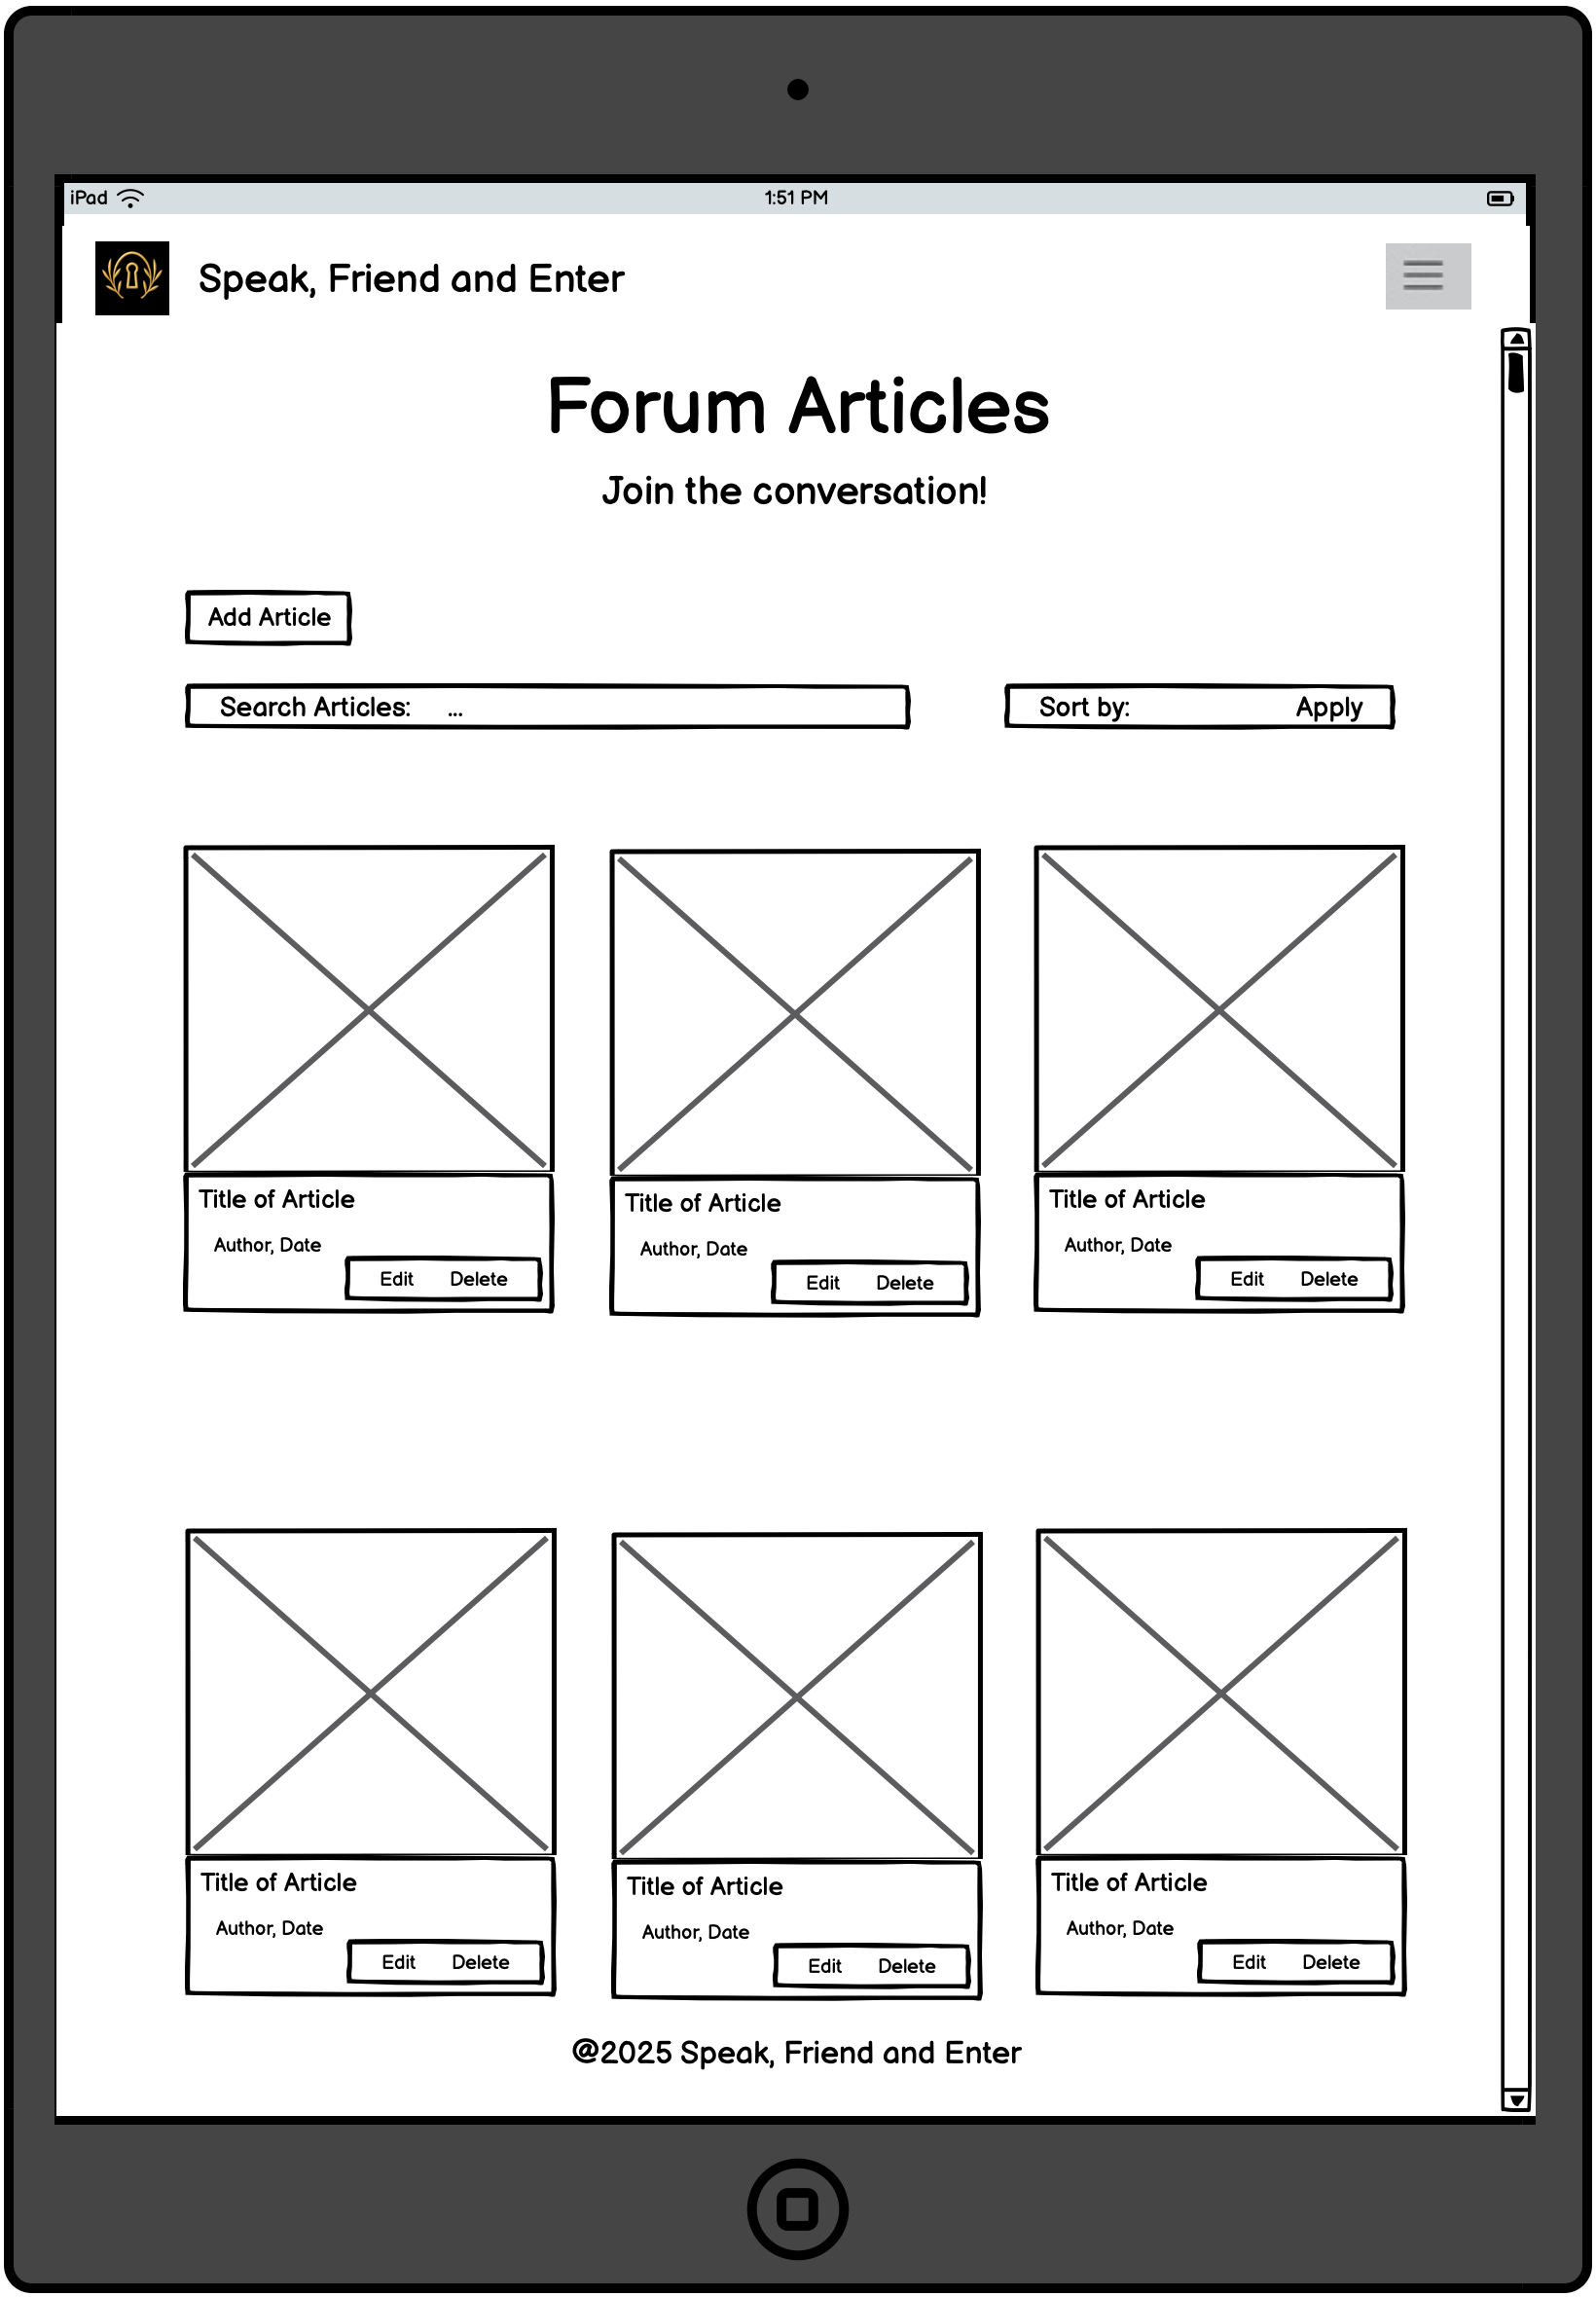 iPad 1:51 PM
Speak, Friend and Enter
Forum Articles
Join the conversation!
Add Article
Search Articles: ... Sort by: Apply
Title of Article Title of Article Title of Article
Author, Date Author, Date Author, Date
Edit Delete Edit Delete Edit Delete
Title of Article Title of Article Title of Article
Author, Date Author, Date Author, Date
Edit Delete Edit Delete Edit Delete
@2025 Speak, Friend and Enter